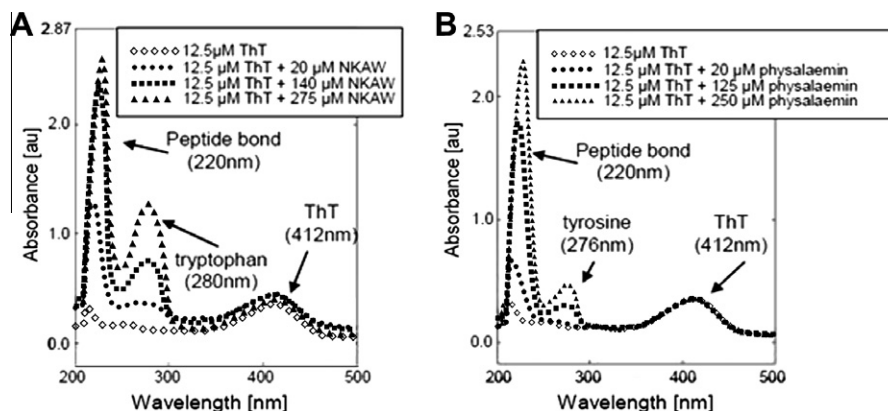 A
2.87
2.0
1.0
0.0
Absorbance [au]
12.5µM ThT
12.5 µM ThT + 20 µM NKAW
12.5 µM ThT + 140 µM NKAW
12.5 µM ThT + 275 µM NKAW
Peptide bond
(220nm)
tryptophan
(280nm)
ThT
(412nm)
200
300
400
500
Wavelength [nm]
B
2.53
2.0
1.0
0.0
Absorbance [au]
12.5µM ThT
12.5 µM ThT + 20 µM physalaemin
12.5 µM ThT + 125 µM physalaemin
12.5 µM ThT + 250 µM physalaemin
Peptide bond
(220nm)
tyrosine
(276nm)
ThT
(412nm)
200
300
400
500
Wavelength [nm]